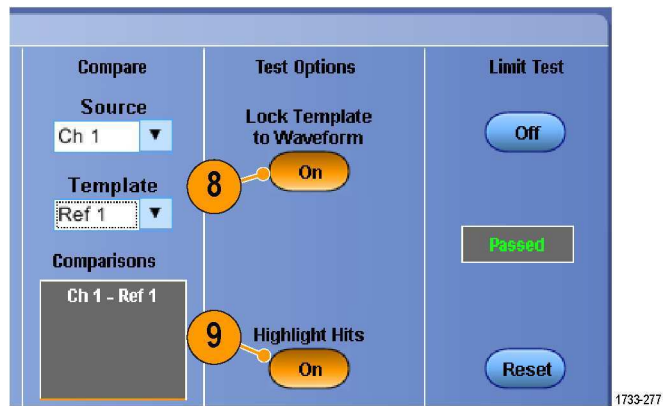 Compare
Source
Ch 1
Template
Ref 1
Comparisons
Ch 1 - Ref 1
Test Options
Lock Template
to Waveform
8
On
9
Highlight Hits
On
Limit Test
Off
Passed
Reset
1733-277